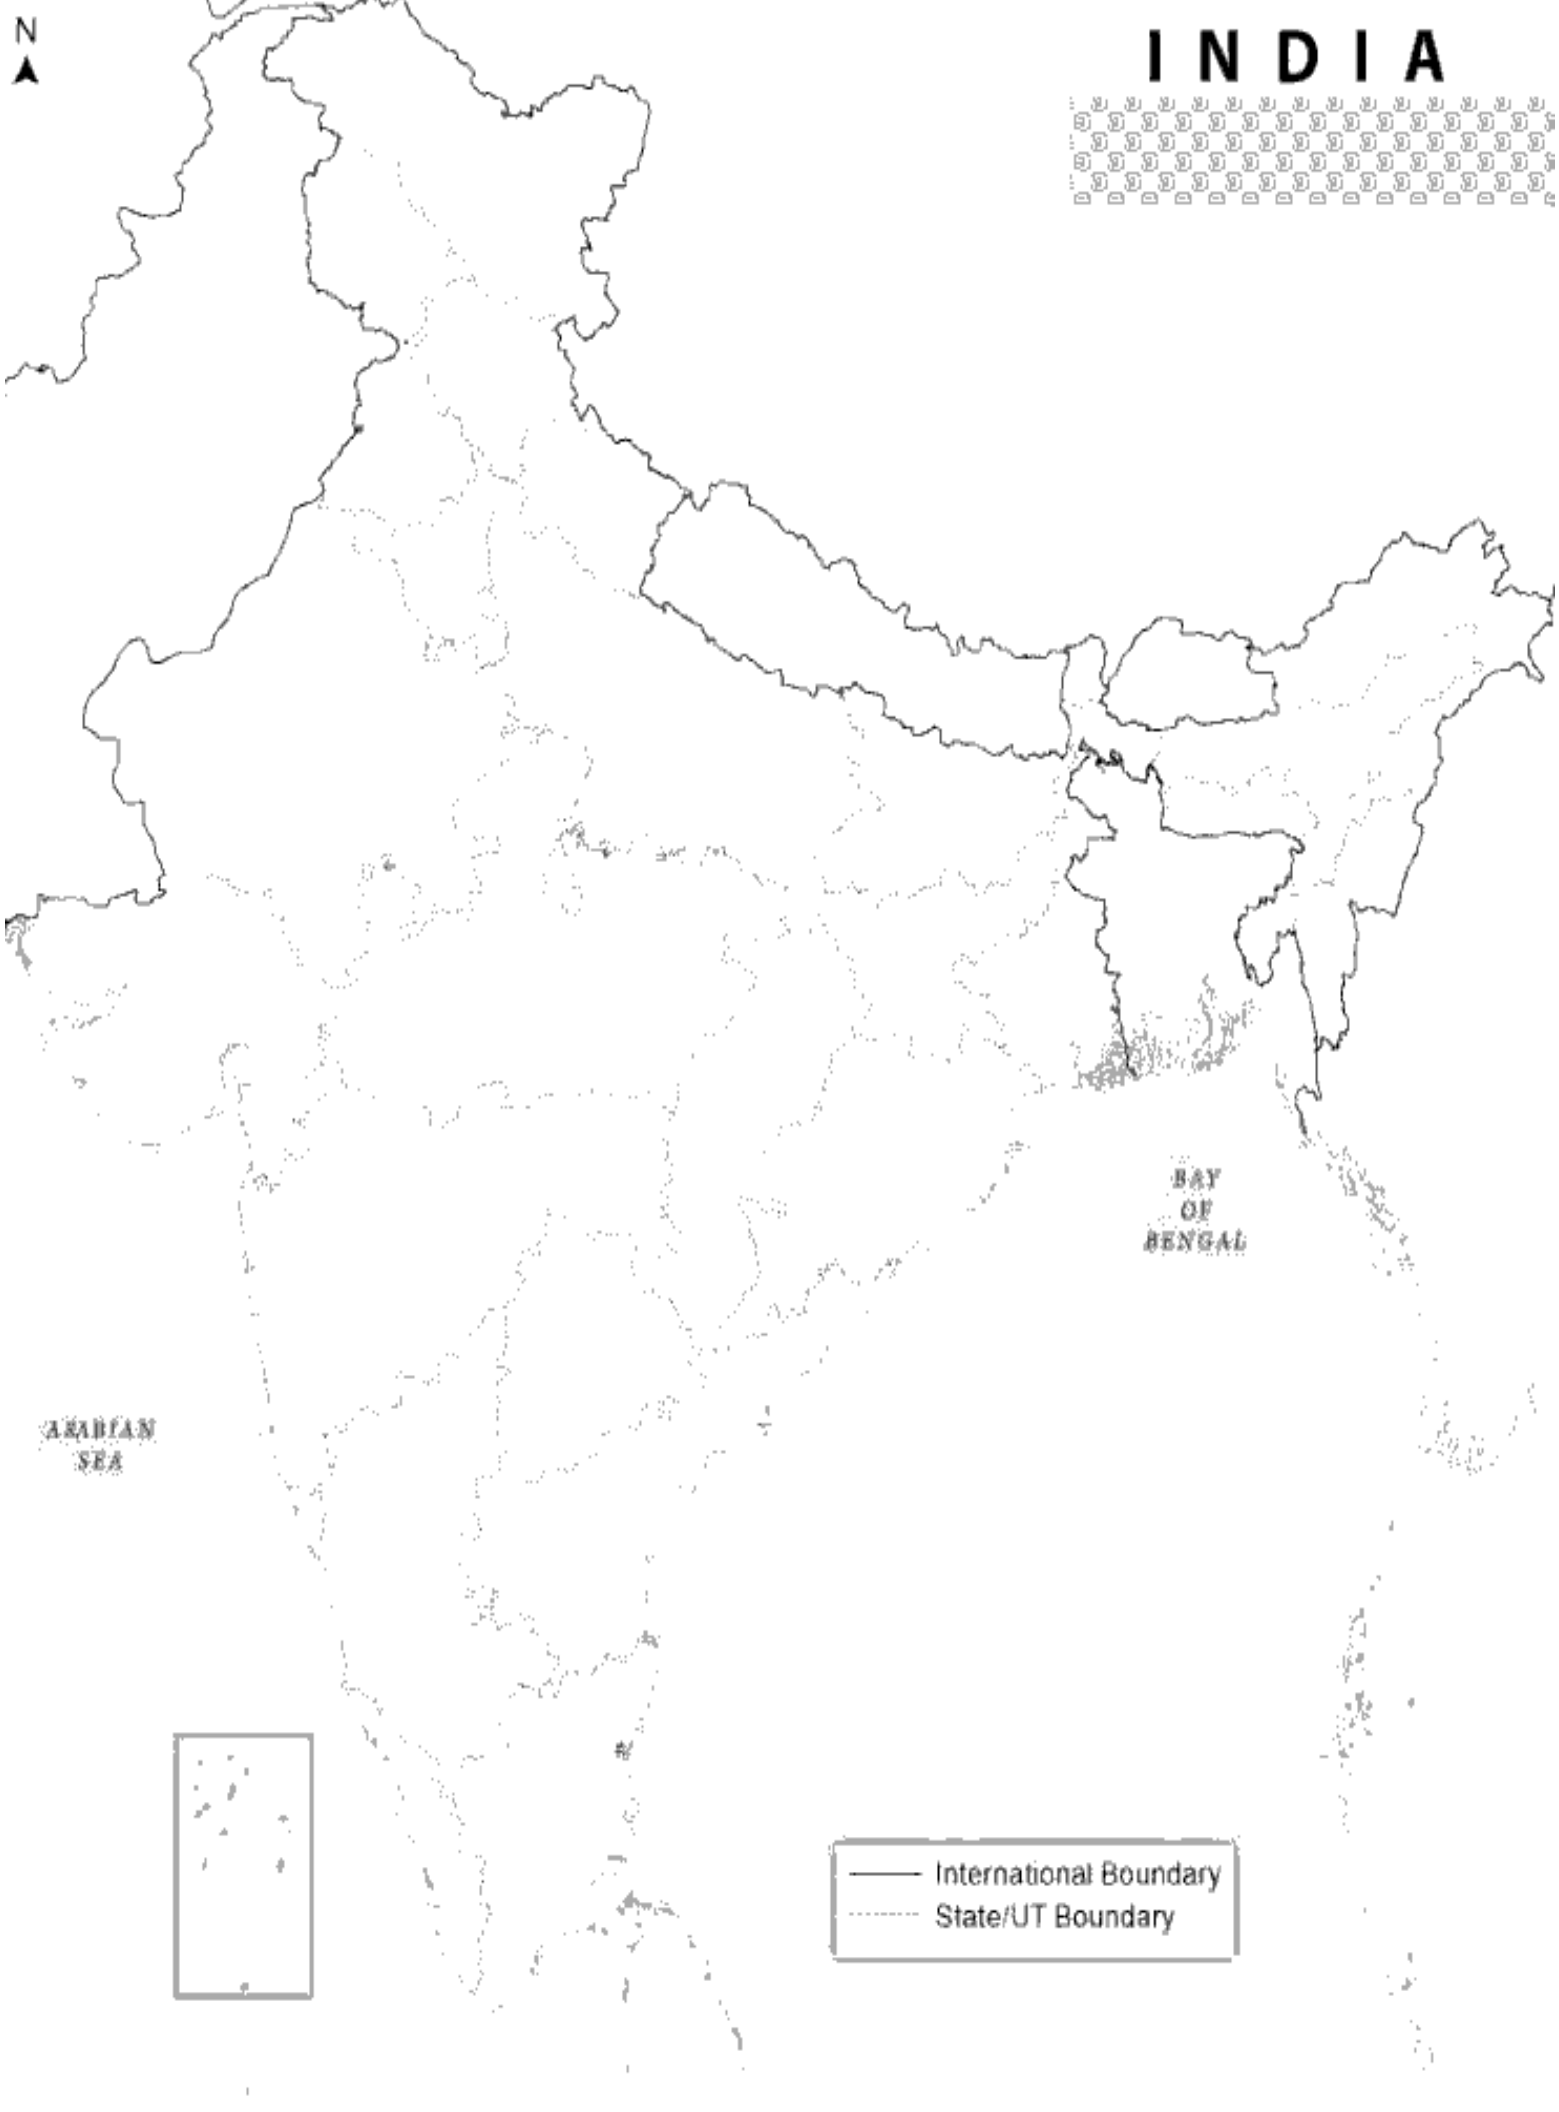 N
INDIA
BAY
OF
BENGAL
ARABIAN
SEA
International Boundary
State/UT Boundary